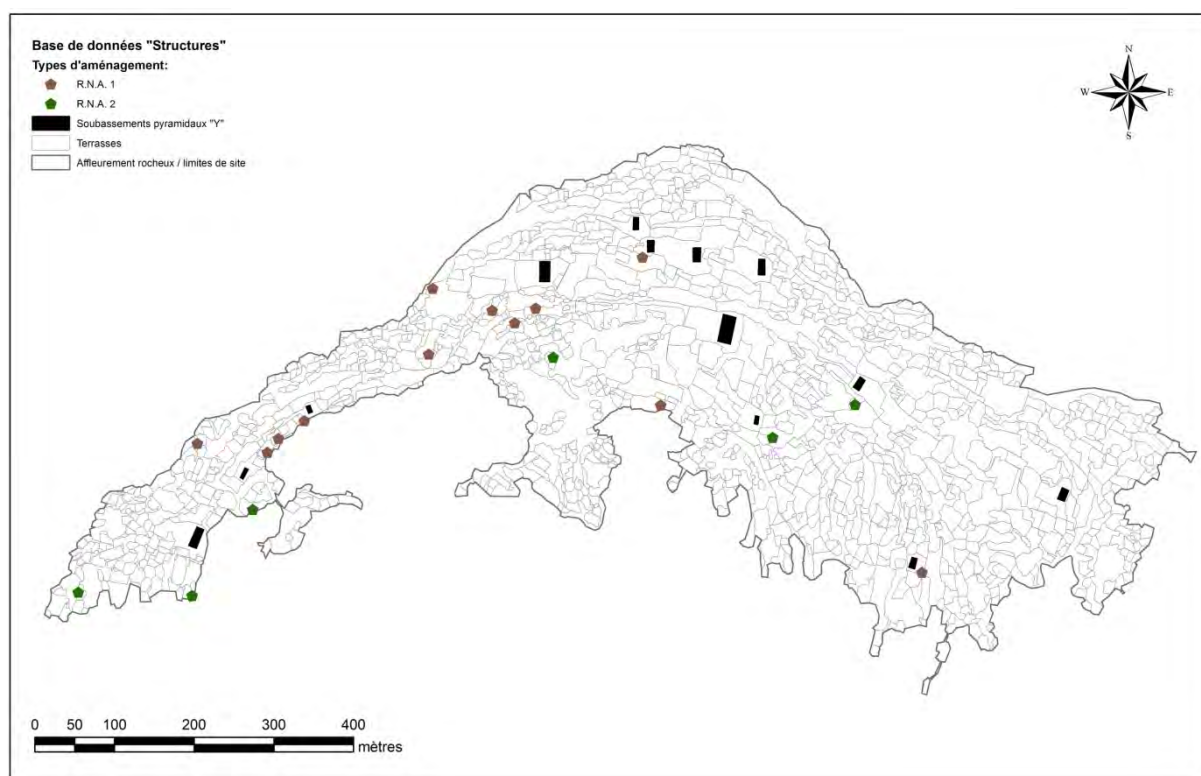 Base de données "Structures"
Types d'aménagement:
R.N.A. 1
R.N.A. 2
Soubassements pyramidaux "Y"
Terrasses
Affleurement rocheux / limites de site
N
W E
S
0 50 100 200 300 400
mètres